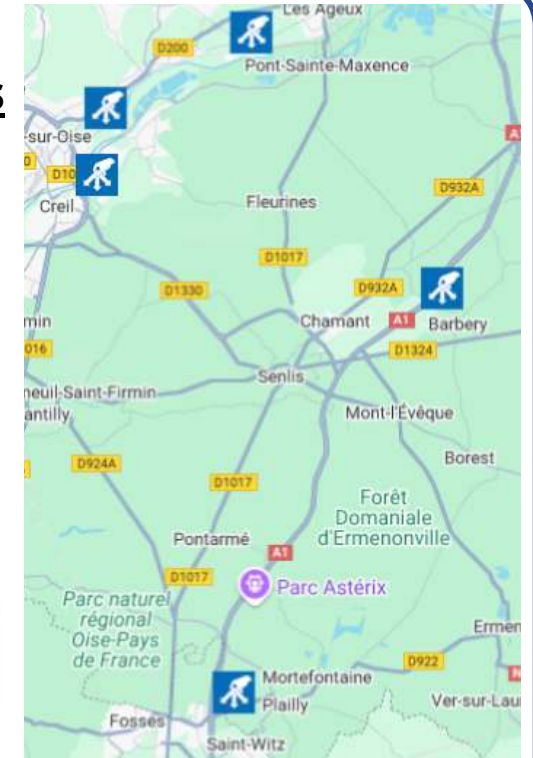 s
Les Ageux
D200
Pont-Sainte-Maxence
-sur-Oise
D10
Creil
Fleurines
D932A
D1017
D1330
D932A
Chamant
A1
Barbery
min
016
D1324
Senlis
neuil-Saint-Firmin
antilly
Mont-l'Évêque
D924A
Borest
D1017
Forêt
Domaniale
d'Ermenonville
Pontarmé
A1
D1017
Parc Astérix
Parc naturel
régional
Oise-Pays
de France
Ermen
D922
Mortefontaine
Plailly
Ver-sur-Lau
Fosses
Saint-Witz